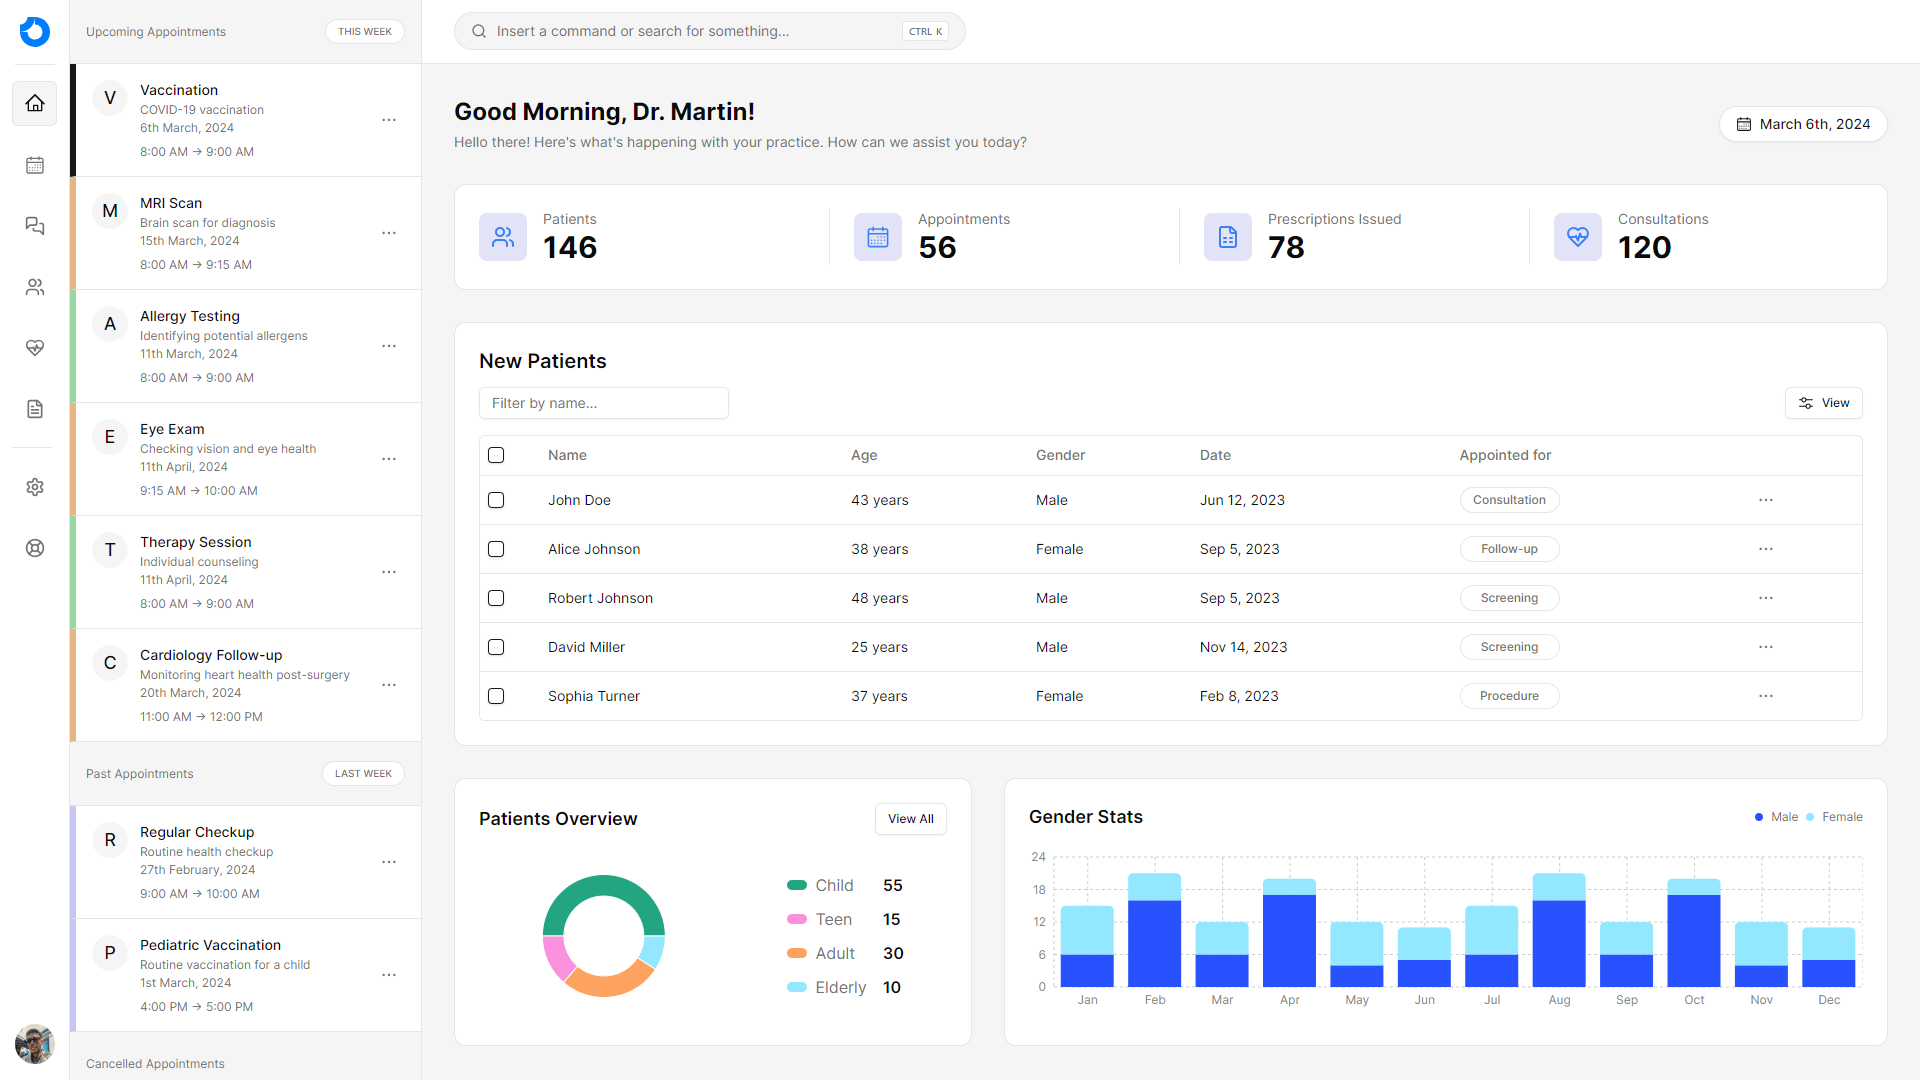 Upcoming Appointments
THIS WEEK
V
Vaccination
COVID-19 vaccination
6th March, 2024
8:00 AM → 9:00 AM
M
MRI Scan
Brain scan for diagnosis
15th March, 2024
8:00 AM → 9:15 AM
A
Allergy Testing
Identifying potential allergens
11th March, 2024
8:00 AM → 9:00 AM
E
Eye Exam
Checking vision and eye health
11th April, 2024
9:15 AM → 10:00 AM
T
Therapy Session
Individual counseling
11th April, 2024
8:00 AM → 9:00 AM
C
Cardiology Follow-up
Monitoring heart health post-surgery
20th March, 2024
11:00 AM → 12:00 PM
Past Appointments
LAST WEEK
R
Regular Checkup
Routine health checkup
27th February, 2024
9:00 AM → 10:00 AM
P
Pediatric Vaccination
Routine vaccination for a child
1st March, 2024
4:00 PM → 5:00 PM
Cancelled Appointments
Insert a command or search for something...
CTRL K
Good Morning, Dr. Martin!
Hello there! Here's what's happening with your practice. How can we assist you today?
March 6th, 2024
Patients
146
Appointments
56
Prescriptions Issued
78
Consultations
120
New Patients
Filter by name...
View
Name Age Gender Date Appointed for
John Doe 43 years Male Jun 12, 2023 Consultation
Alice Johnson 38 years Female Sep 5, 2023 Follow-up
Robert Johnson 48 years Male Sep 5, 2023 Screening
David Miller 25 years Male Nov 14, 2023 Screening
Sophia Turner 37 years Female Feb 8, 2023 Procedure
Patients Overview
View All
Child 55
Teen 15
Adult 30
Elderly 10
Gender Stats
Male Female
24
18
12
6
0
Jan Feb Mar Apr May Jun Jul Aug Sep Oct Nov Dec